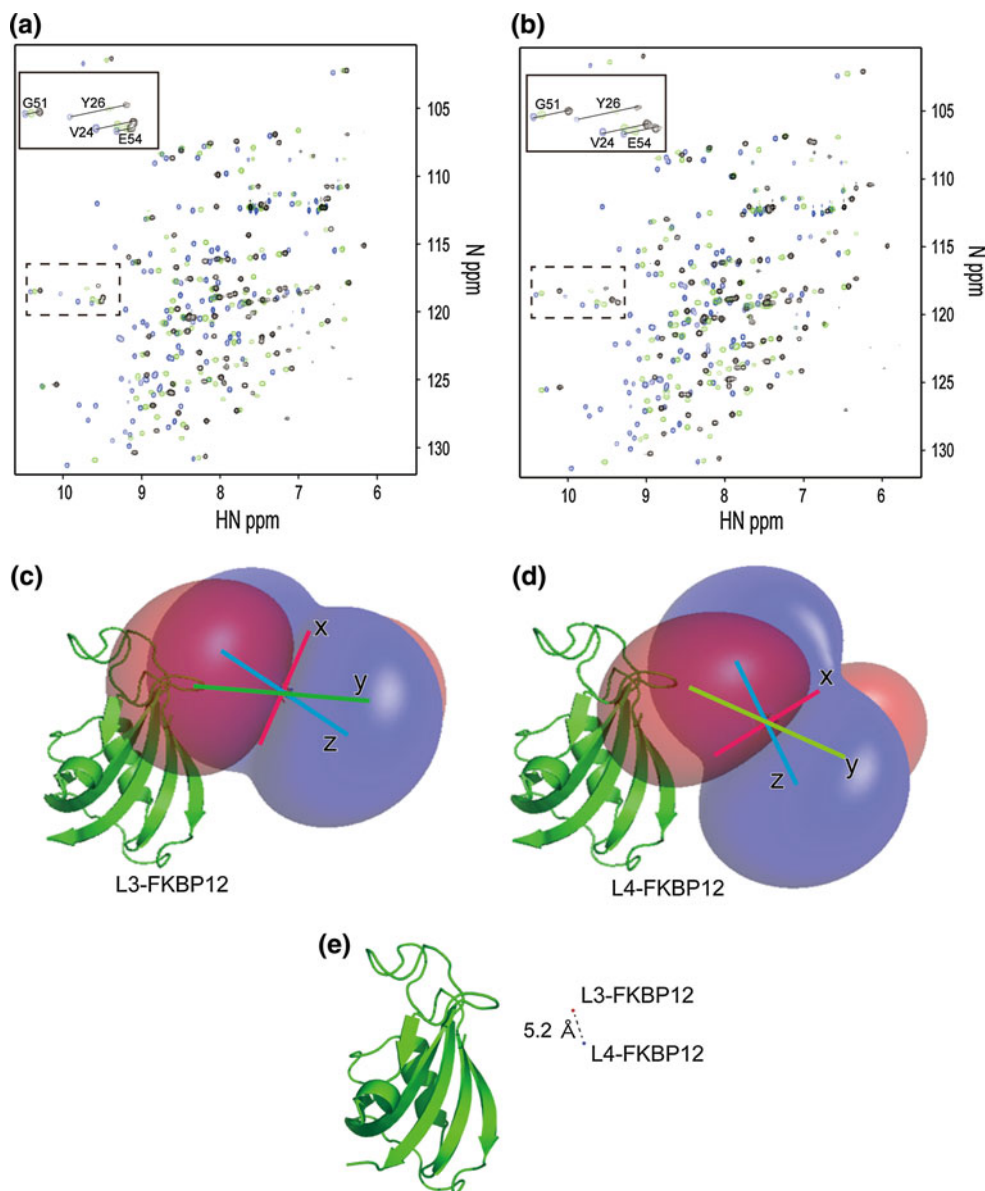 (a)
G51
Y26
V24
E54
105
110
115
120
125
130
N ppm
10 9 8 7 6
HN ppm
(b)
G51
Y26
V24
E54
105
110
115
120
125
130
N ppm
10 9 8 7 6
HN ppm
(c)
x
y
z
L3-FKBP12
(d)
x
y
z
L4-FKBP12
(e)
L3-FKBP12
5.2 Å
L4-FKBP12